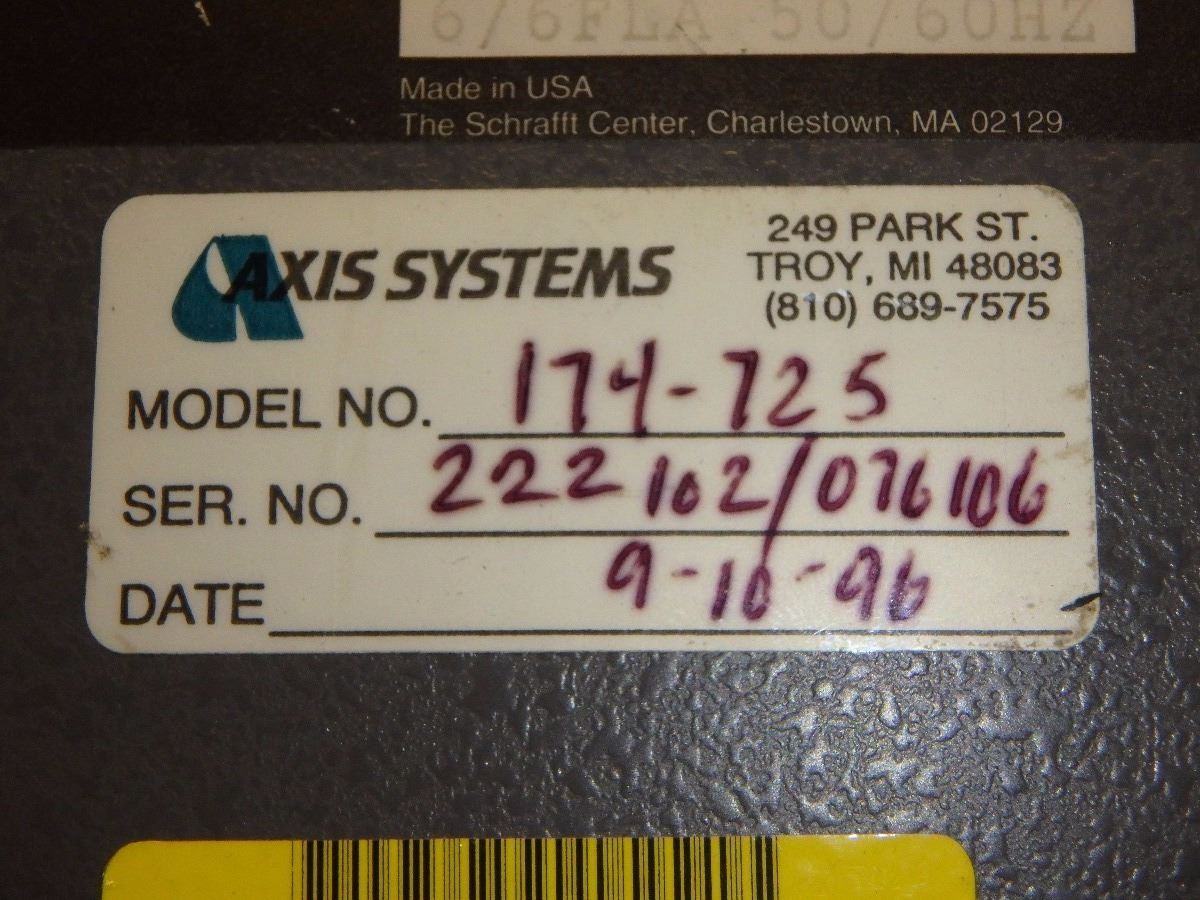 6/6FLA 50/60HZ
Made in USA
The Schrafft Center, Charlestown, MA 02129
AXIS SYSTEMS
249 PARK ST.
TROY, MI 48083
(810) 689-7575
MODEL NO. 174-725
SER. NO. 222102/076106
DATE 9-10-96